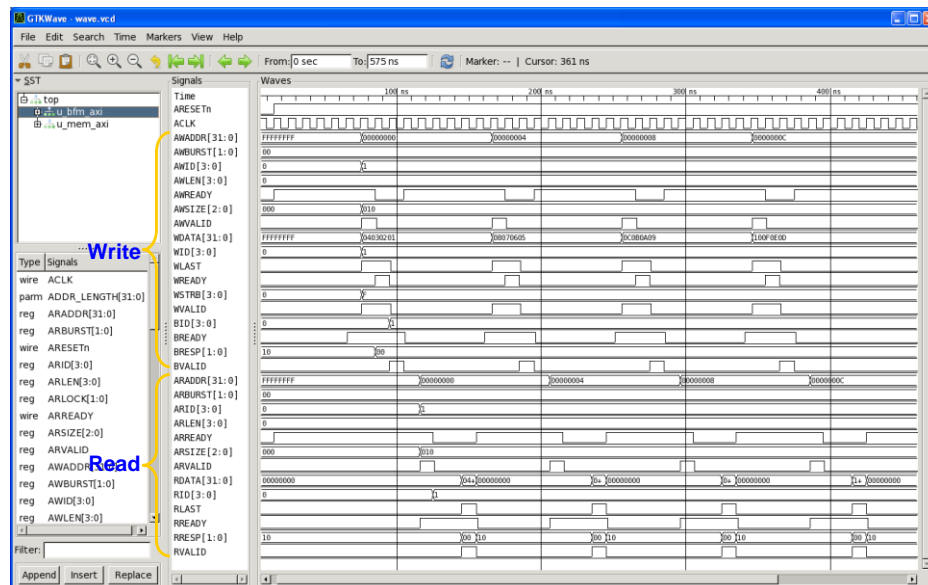 GTKWave - wave.vcd
File Edit Search Time Markers View Help
From: 0 sec To: 575 ns Marker: -- | Cursor: 361 ns
SST
top
u_bfm_axi
u_mem_axi
Write
Type Signals
wire ACLK
parm ADDR_LENGTH[31:0]
reg ARADDR[31:0]
reg ARBURST[1:0]
wire ARESETn
reg ARID[3:0]
reg ARLEN[3:0]
reg ARLOCK[1:0]
wire ARREADY
reg ARSIZE[2:0]
reg ARVALID
Read
reg AWBURST[1:0]
reg AWID[3:0]
reg AWLEN[3:0]
Filter:
Append Insert Replace
Signals
Waves
Time 100 ns 200 ns 300 ns 400 ns
ARESETn
ACLK
AWADDR[31:0] FFFFFFFF 00000000 00000004 00000008 0000000C
AWBURST[1:0] 00
AWID[3:0] 0 1
AWLEN[3:0] 0
AWREADY
AWSIZE[2:0] 000 010
AWVALID
WDATA[31:0] FFFFFFFF 04030201 08070605 0C0B0A09 100F0E0D
WID[3:0] 0 1
WLAST
WREADY
WSTRB[3:0] 0 F
WVALID
BID[3:0] 0 1
BREADY
BRESP[1:0] 10 00
BVALID
ARADDR[31:0] FFFFFFFF 00000000 00000004 00000008 0000000C
ARBURST[1:0] 00
ARID[3:0] 0 1
ARLEN[3:0] 0
ARREADY
ARSIZE[2:0] 000 010
ARVALID
RDATA[31:0] 00000000 04+ 00000000 0+ 00000000 0+ 00000000 1+ 00000000
RID[3:0] 0 1
RLAST
RREADY
RRESP[1:0] 10 00 10 00 10 00 10 00 10
RVALID